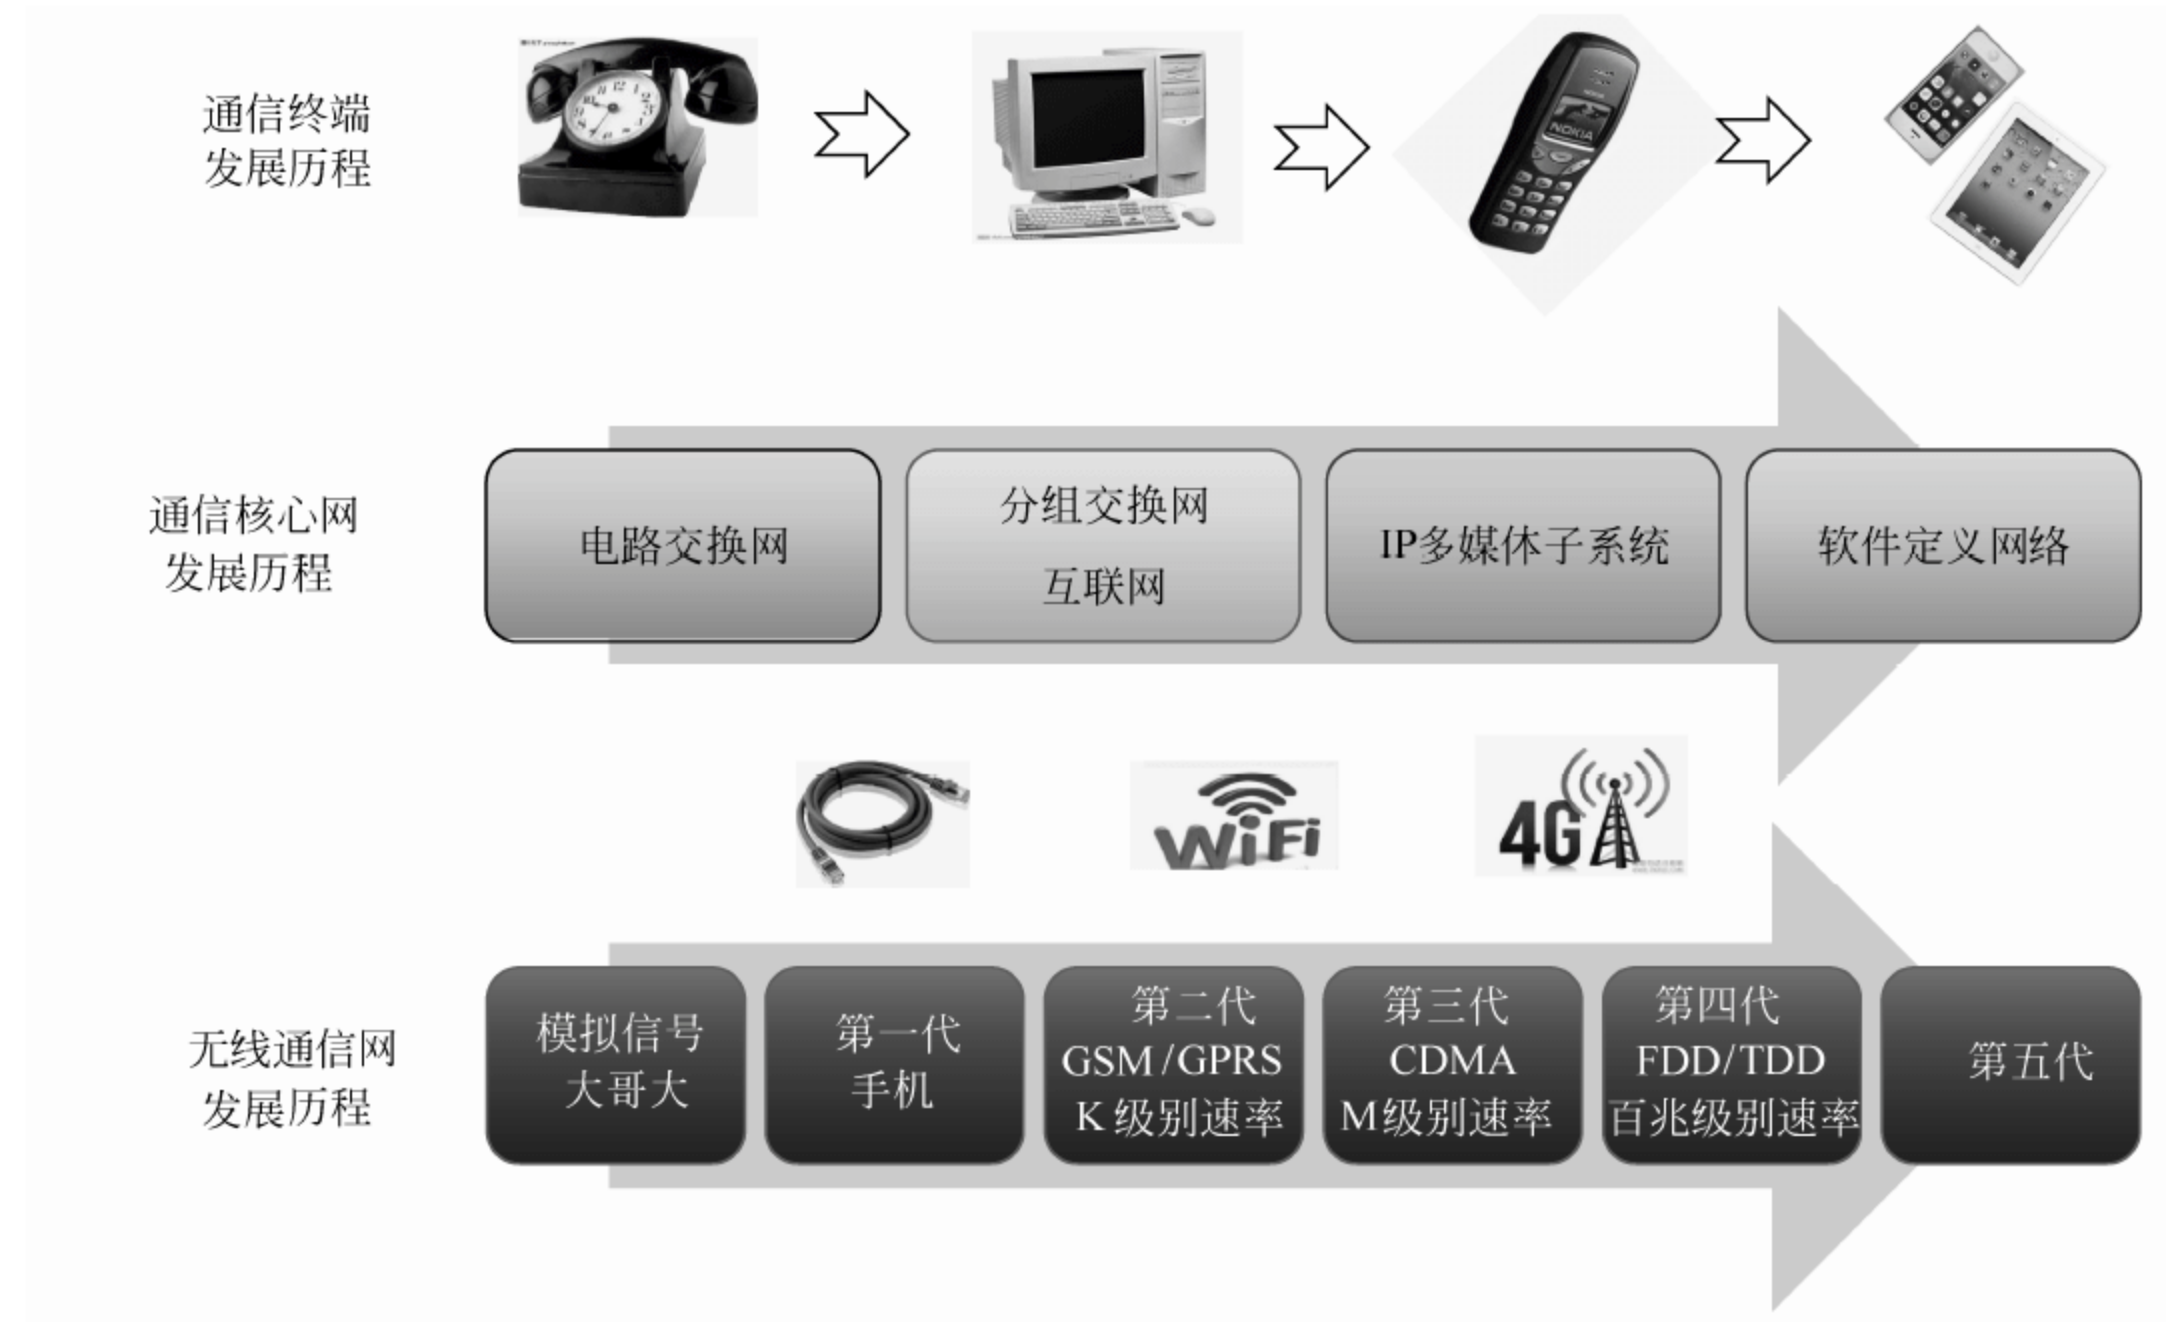 通信终端
发展历程
NOKIA
通信核心网
发展历程
电路交换网
分组交换网
互联网
IP多媒体子系统
软件定义网络
WiFi
4G
无线通信网
发展历程
模拟信号
大哥大
第一代
手机
第二代
GSM/GPRS
K级别速率
第三代
CDMA
M级别速率
第四代
FDD/TDD
百兆级别速率
第五代